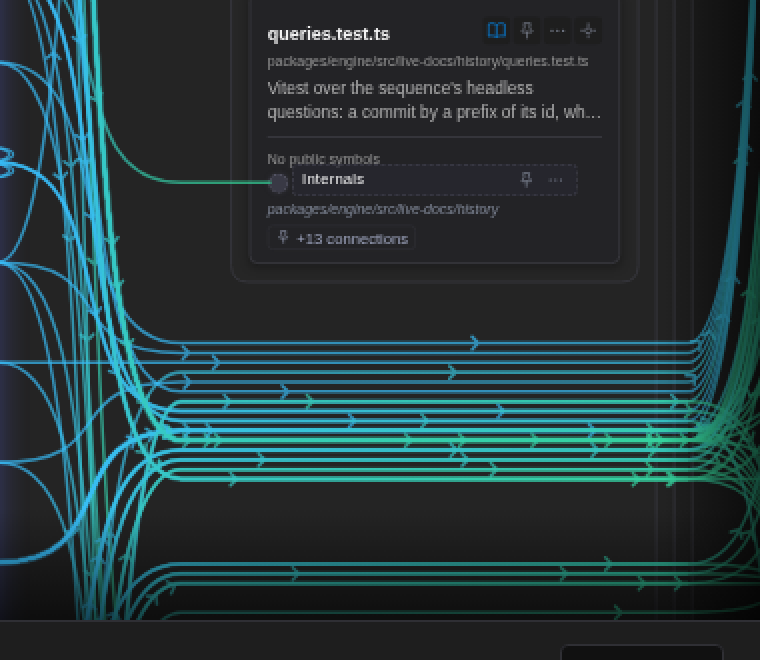 queries.test.ts
packages/engine/src/live-docs/history/queries.test.ts
Vitest over the sequence's headless
questions: a commit by a prefix of its id, wh...
No public symbols
Internals
packages/engine/src/live-docs/history
+13 connections